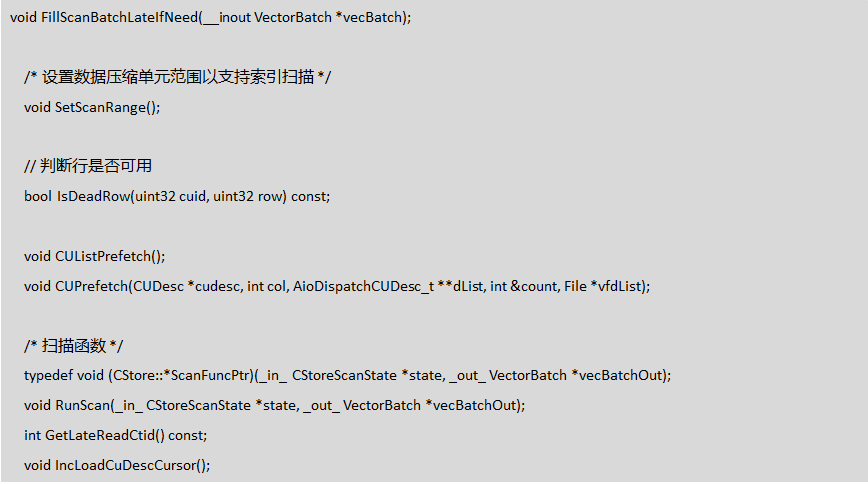 void FillScanBatchLateIfNeed(__inout VectorBatch *vecBatch);
/* 设置数据压缩单元范围以支持索引扫描 */
void SetScanRange();
// 判断行是否可用
bool IsDeadRow(uint32 cuid, uint32 row) const;
void CUListPrefetch();
void CUPrefetch(CUDesc *cudesc, int col, AioDispatchCUDesc_t **dList, int &count, File *vfdList);
/* 扫描函数 */
typedef void (CStore::*ScanFuncPtr)(_in_ CStoreScanState *state, _out_ VectorBatch *vecBatchOut);
void RunScan(_in_ CStoreScanState *state, _out_ VectorBatch *vecBatchOut);
int GetLateReadCtid() const;
void IncLoadCuDescCursor();